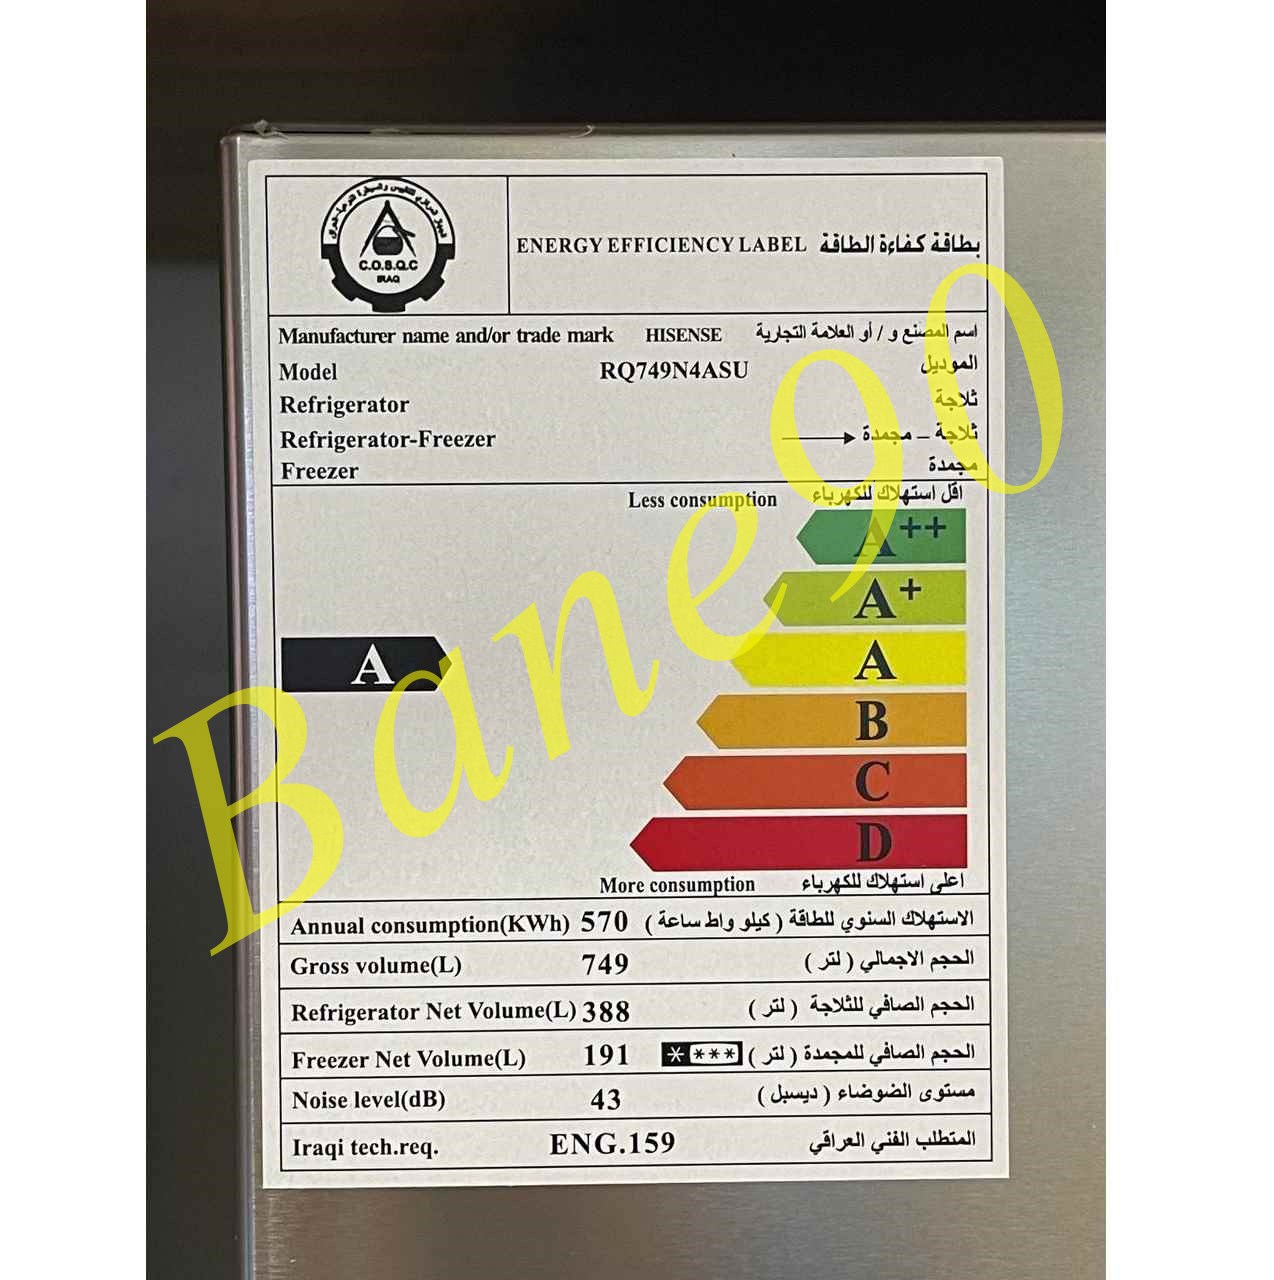 C.O.S.Q.C
IRAQ
ENERGY EFFICIENCY LABEL بطاقة كفاءة الطاقة
Manufacturer name and/or trade mark HISENSE اسم المصنع و / أو العلامة التجارية
Model RQ749N4ASU الموديل
Refrigerator ثلاجة
Refrigerator-Freezer ثلاجة – مجمدة
Freezer مجمدة
Less consumption اقل استهلاك للكهرباء
A++
A+
A A
B
C
D
More consumption اعلى استهلاك للكهرباء
Annual consumption(KWh) 570 الاستهلاك السنوي للطاقة ( كيلو واط ساعة )
Gross volume(L) 749 الحجم الاجمالي ( لتر )
Refrigerator Net Volume(L) 388 الحجم الصافي للثلاجة ( لتر )
Freezer Net Volume(L) 191 * *** الحجم الصافي للمجمدة ( لتر )
Noise level(dB) 43 مستوى الضوضاء ( ديسبل )
Iraqi tech.req. ENG.159 المتطلب الفني العراقي
Bane90